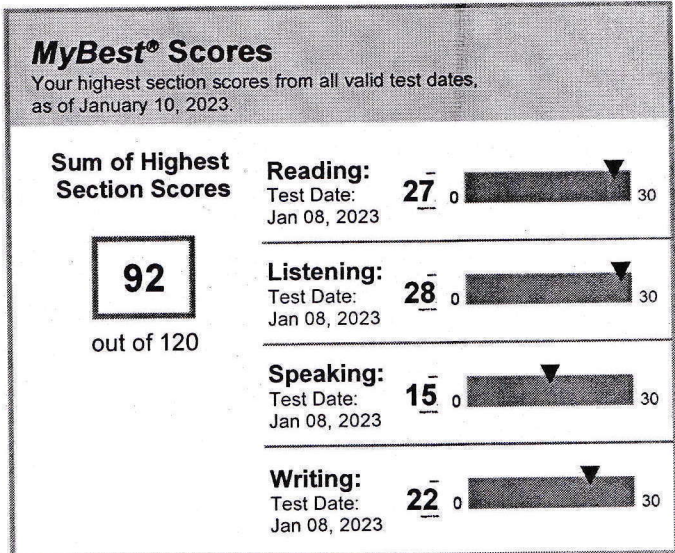 MyBest® Scores
Your highest section scores from all valid test dates,
as of January 10, 2023.
Sum of Highest
Section Scores
92
out of 120
Reading:
Test Date:
Jan 08, 2023
27 0 30
Listening:
Test Date:
Jan 08, 2023
28 0 30
Speaking:
Test Date:
Jan 08, 2023
15 0 30
Writing:
Test Date:
Jan 08, 2023
22 0 30